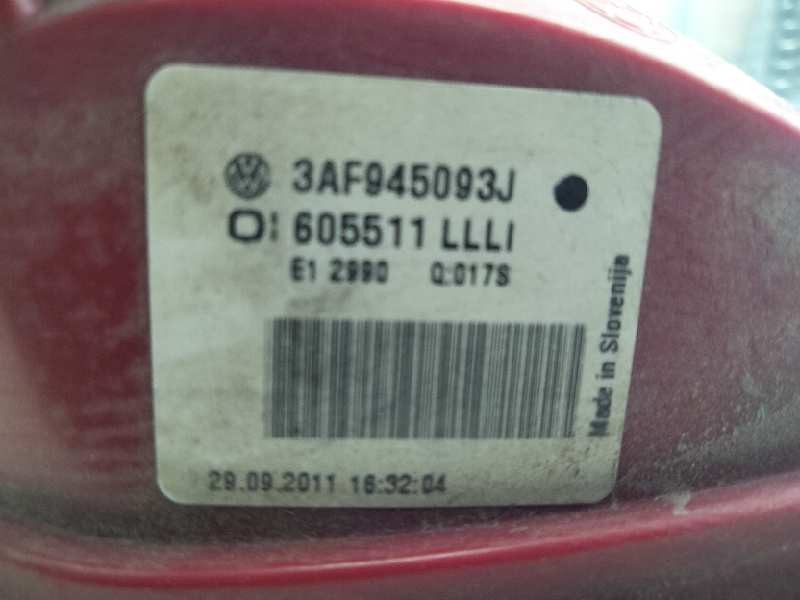 3AF945093J
605511 LLLI
E1 2990 Q:017S
Made in Slovenija
29.09.2011 16:32:04